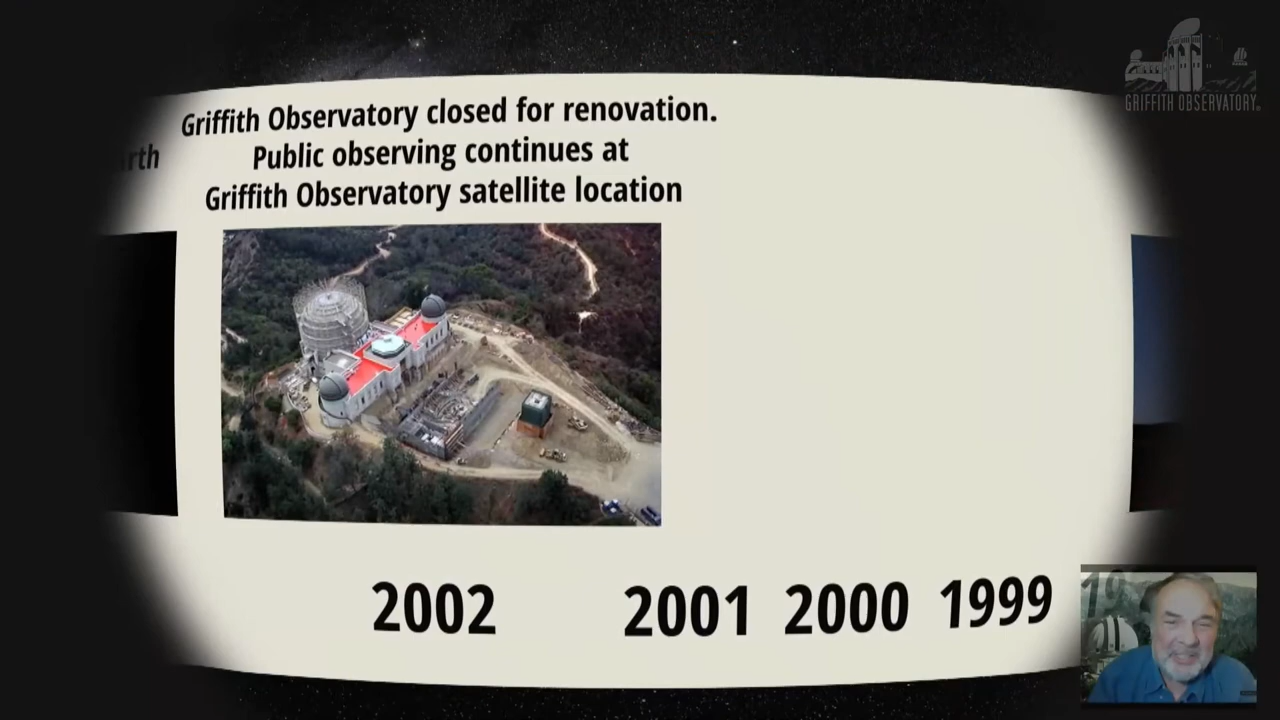 GRIFFITH OBSERVATORY
Griffith Observatory closed for renovation.
Public observing continues at
Griffith Observatory satellite location
2002 2001 2000 1999
19